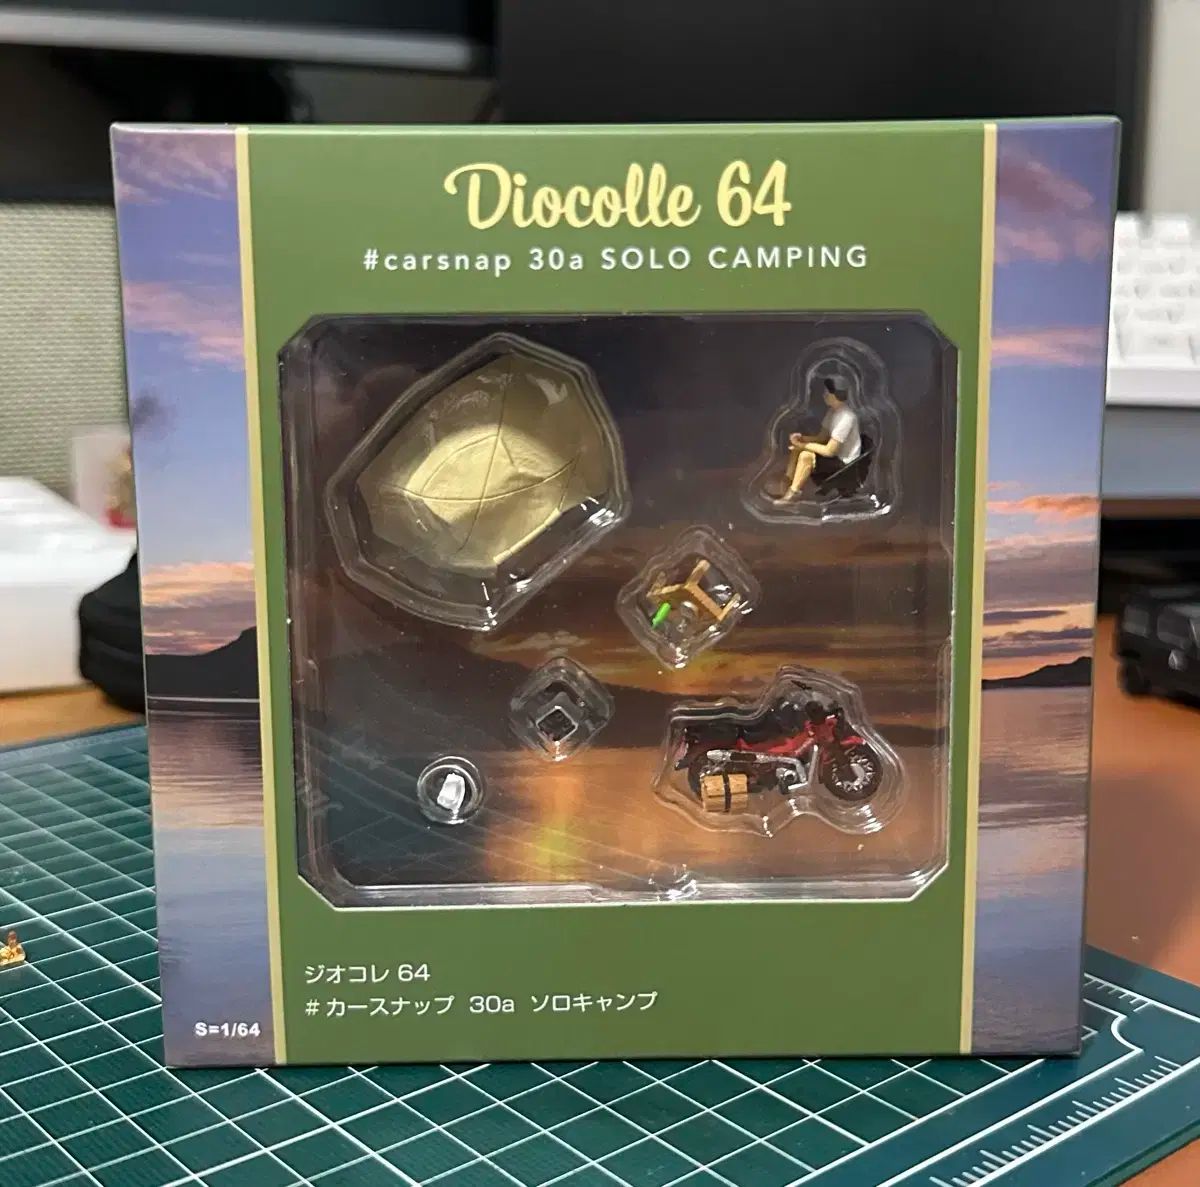 Diocolle 64
#carsnap 30a SOLO CAMPING
ジオコレ 64
#カースナップ 30a ソロキャンプ
S=1/64